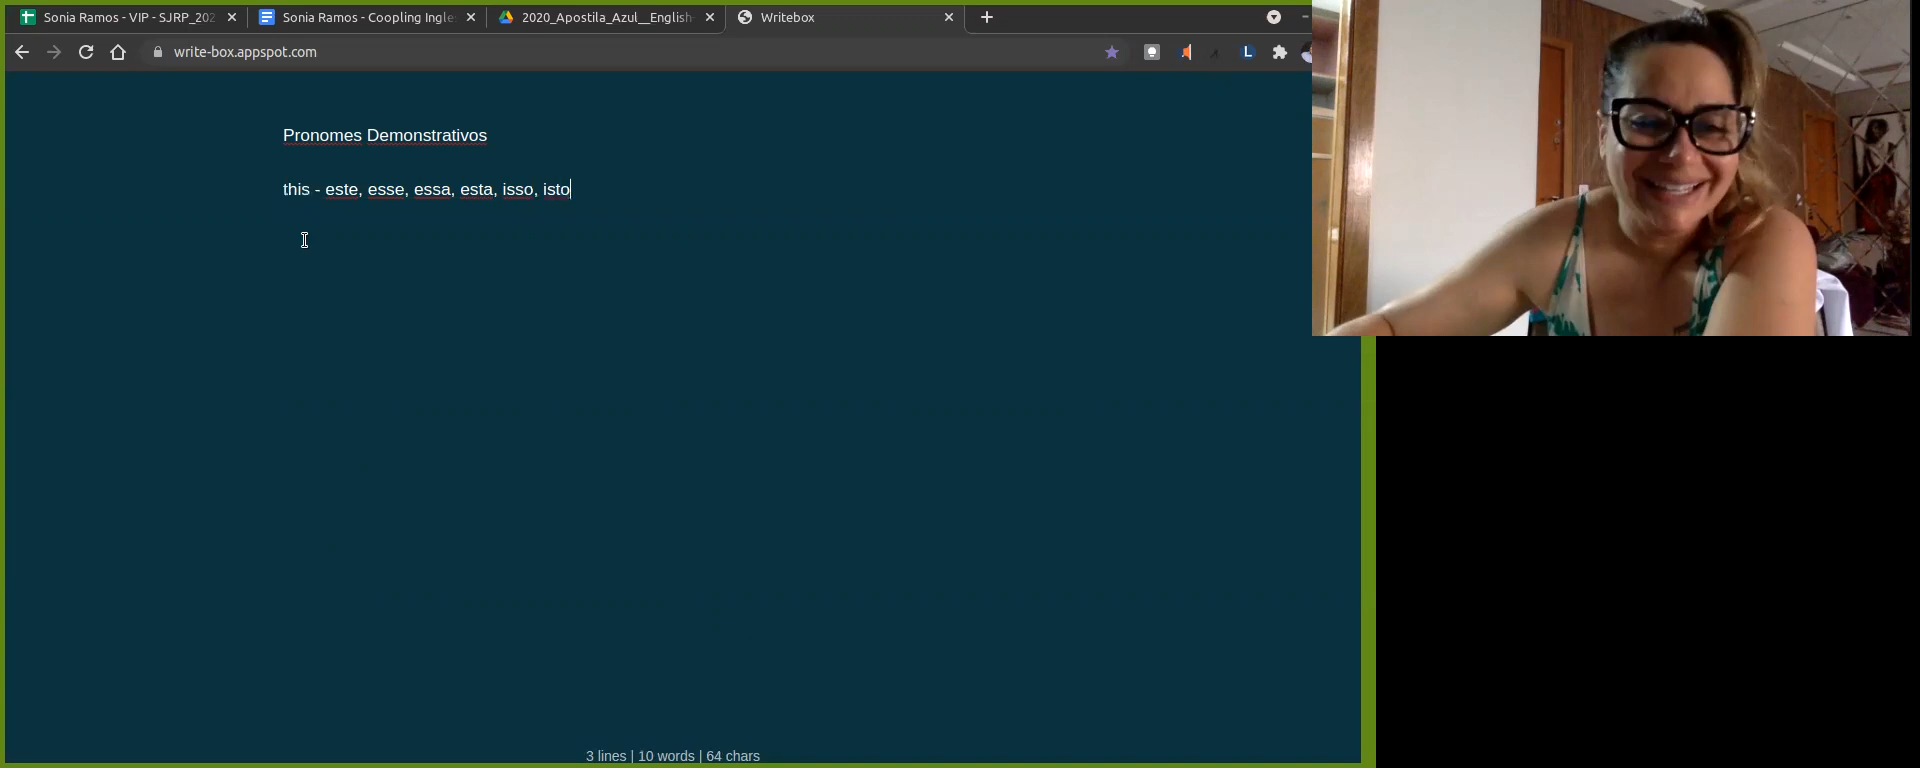 Sonia Ramos - VIP - SJRP_202
Sonia Ramos - Coopling Ingle
2020_Apostila_Azul__English
Writebox
write-box.appspot.com
Pronomes Demonstrativos
this - este, esse, essa, esta, isso, isto
3 lines | 10 words | 64 chars